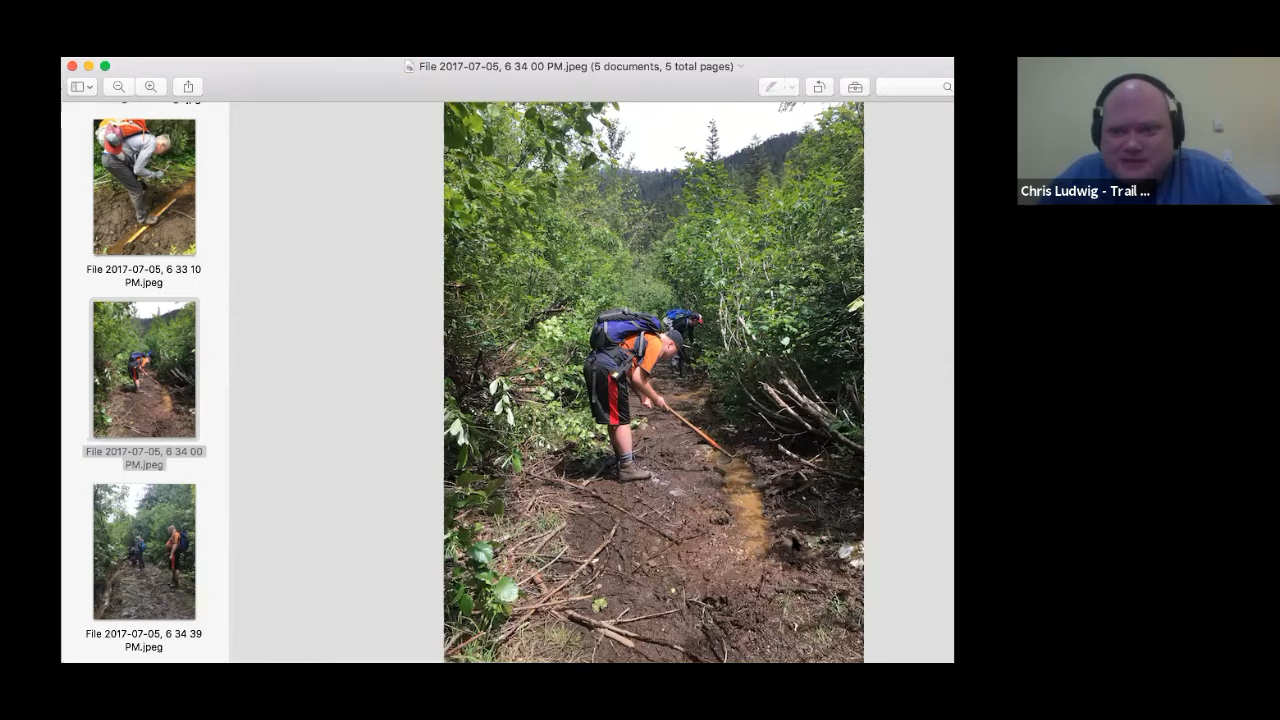 File 2017-07-05, 6 34 00 PM.jpeg (5 documents, 5 total pages)
File 2017-07-05, 6 33 10
PM.jpeg
File 2017-07-05, 6 34 00
PM.jpeg
File 2017-07-05, 6 34 39
PM.jpeg
Chris Ludwig - Trail ...